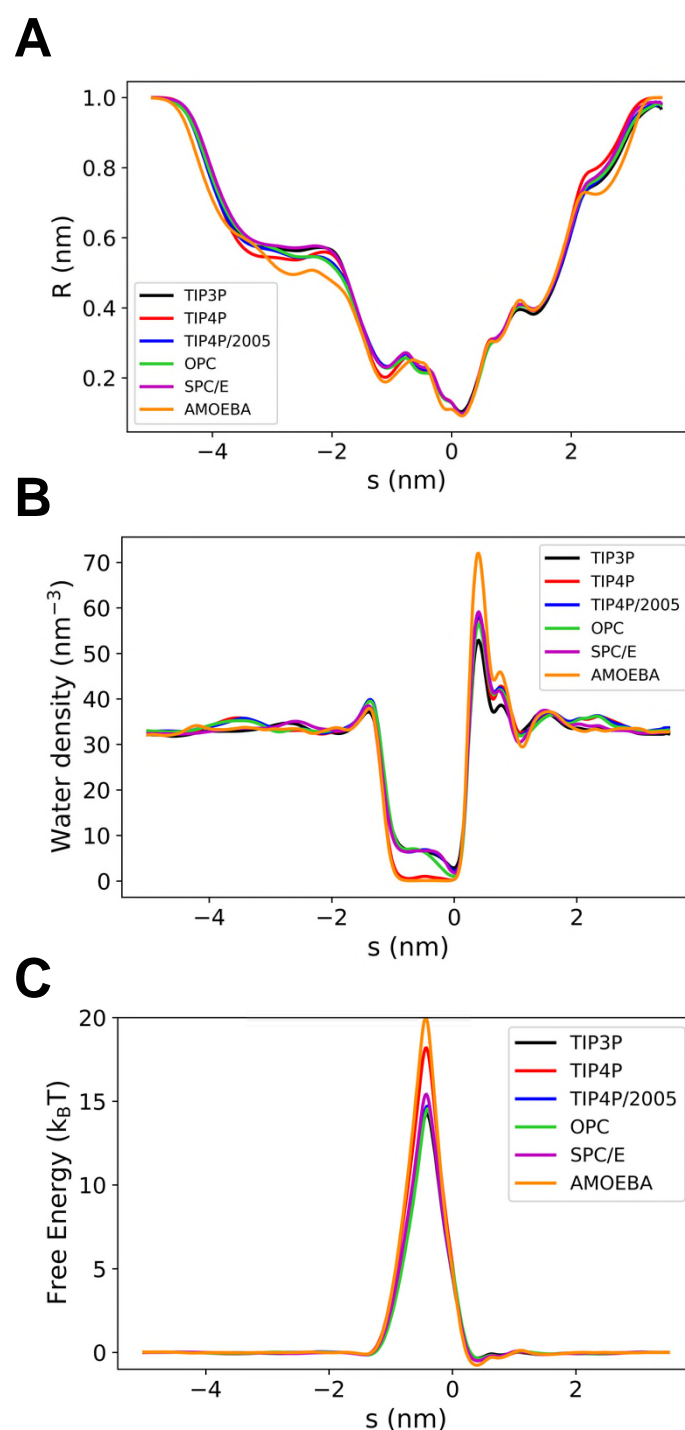 A
1.0
0.8
0.6
0.4
0.2
R (nm)
TIP3P
TIP4P
TIP4P/2005
OPC
SPC/E
AMOEBA
−4
−2
0
2
s (nm)
B
70
60
50
40
30
20
10
0
Water density (nm⁻³)
TIP3P
TIP4P
TIP4P/2005
OPC
SPC/E
AMOEBA
−4
−2
0
2
s (nm)
C
20
15
10
5
0
Free Energy (k_BT)
TIP3P
TIP4P
TIP4P/2005
OPC
SPC/E
AMOEBA
−4
−2
0
2
s (nm)